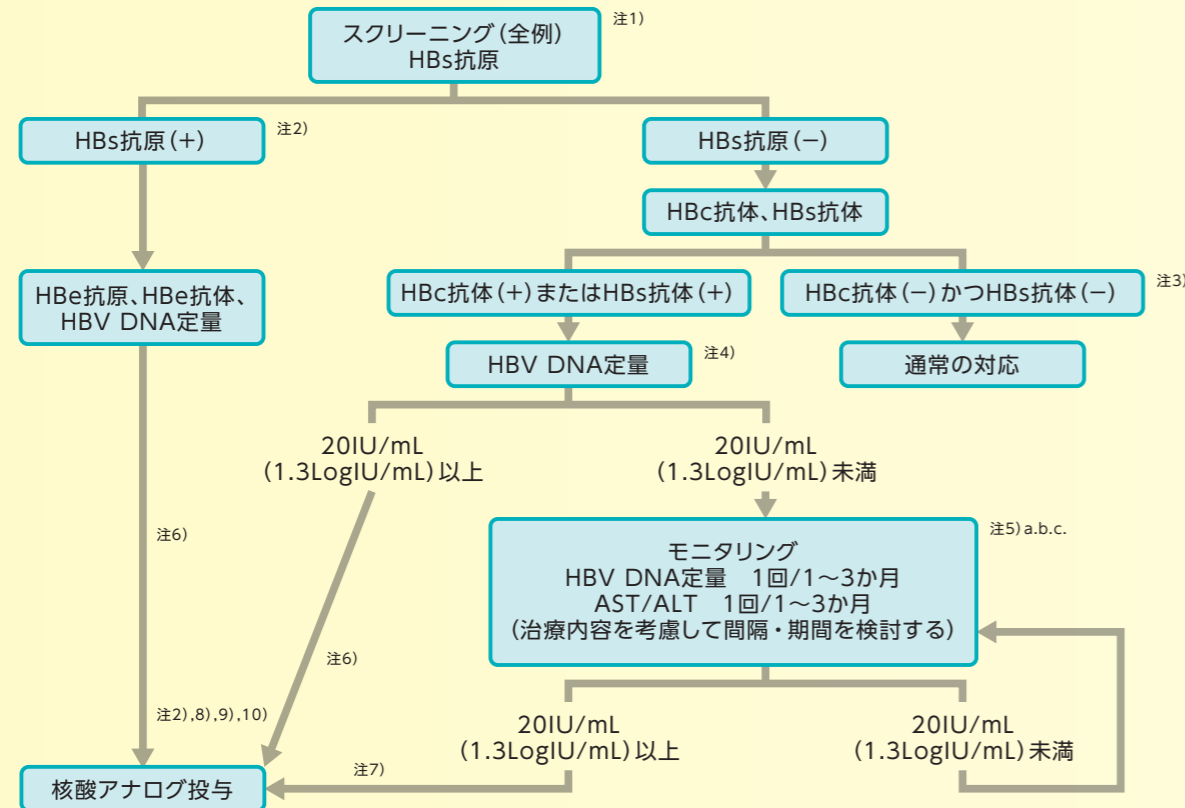 スクリーニング(全例)
HBs抗原
注1)
HBs抗原(+)
注2)
HBs抗原(-)
HBc抗体、HBs抗体
HBe抗原、HBe抗体、
HBV DNA定量
HBc抗体(+)またはHBs抗体(+)
HBc抗体(-)かつHBs抗体(-)
注3)
HBV DNA定量
注4)
通常の対応
20IU/mL
(1.3LogIU/mL)以上
20IU/mL
(1.3LogIU/mL)未満
注6)
注5)a.b.c.
モニタリング
HBV DNA定量 1回/1〜3か月
AST/ALT 1回/1〜3か月
(治療内容を考慮して間隔・期間を検討する)
注6)
注2),8),9),10)
20IU/mL
(1.3LogIU/mL)以上
20IU/mL
(1.3LogIU/mL)未満
注7)
核酸アナログ投与